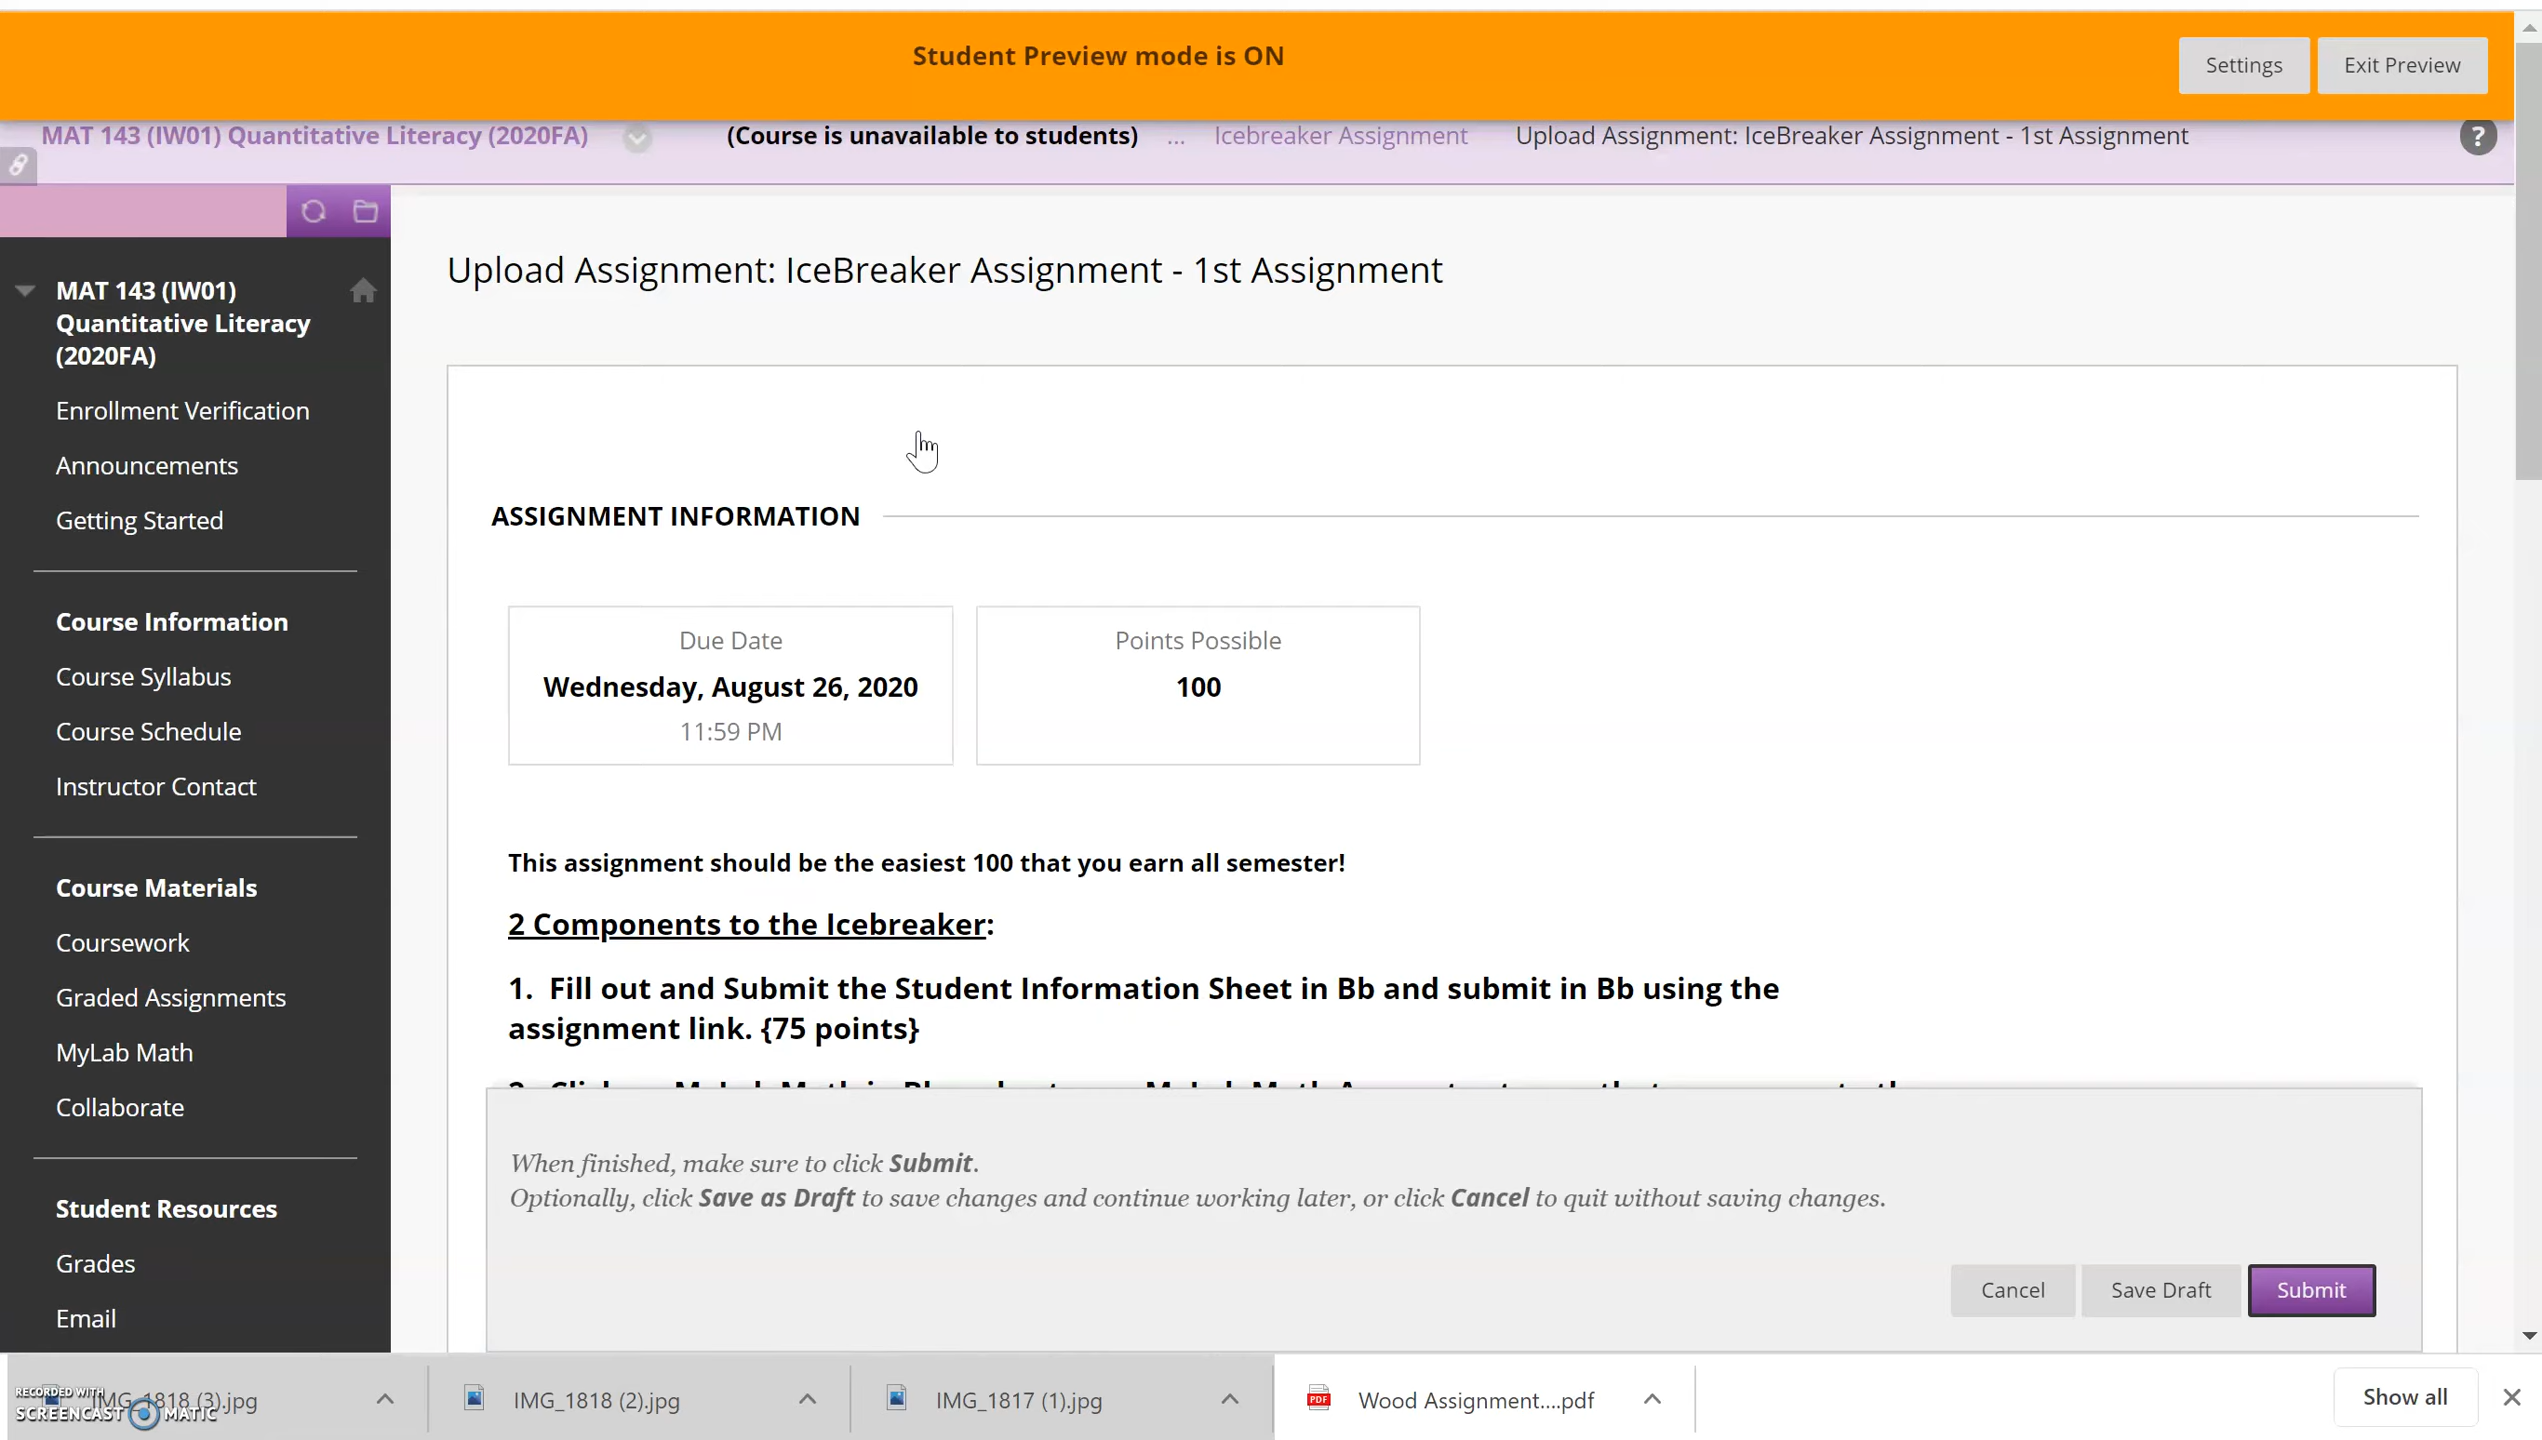 Student Preview mode is ON
Settings
Exit Preview
MAT 143 (IW01) Quantitative Literacy (2020FA)
(Course is unavailable to students)
...
Icebreaker Assignment
Upload Assignment: IceBreaker Assignment - 1st Assignment
?
MAT 143 (IW01)
Quantitative Literacy
(2020FA)
Enrollment Verification
Announcements
Getting Started
Course Information
Course Syllabus
Course Schedule
Instructor Contact
Course Materials
Coursework
Graded Assignments
MyLab Math
Collaborate
Student Resources
Grades
Email
Upload Assignment: IceBreaker Assignment - 1st Assignment
ASSIGNMENT INFORMATION
Due Date
Wednesday, August 26, 2020
11:59 PM
Points Possible
100
This assignment should be the easiest 100 that you earn all semester!
2 Components to the Icebreaker:
1. Fill out and Submit the Student Information Sheet in Bb and submit in Bb using the
assignment link. {75 points}
When finished, make sure to click Submit.
Optionally, click Save as Draft to save changes and continue working later, or click Cancel to quit without saving changes.
Cancel
Save Draft
Submit
IMG_1818 (3).jpg
IMG_1818 (2).jpg
IMG_1817 (1).jpg
PDF
Wood Assignment....pdf
Show all
RECORDED WITH
SCREENCAST MATIC